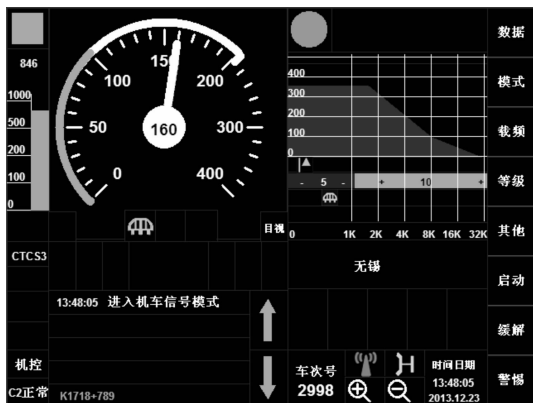 846
1000
500
200
100
0
0
50
100
150
200
300
400
160
400
300
200
100
0
- 5 - + 10 +
0 1K 2K 4K 8K 16K 32K
目视
CTCS3
无锡
13:48:05 进入机车信号模式
机控
C2正常
K1718+789
车次号
2998
时间日期
13:48:05
2013.12.23
数据
模式
载频
等级
其他
启动
缓解
警惕